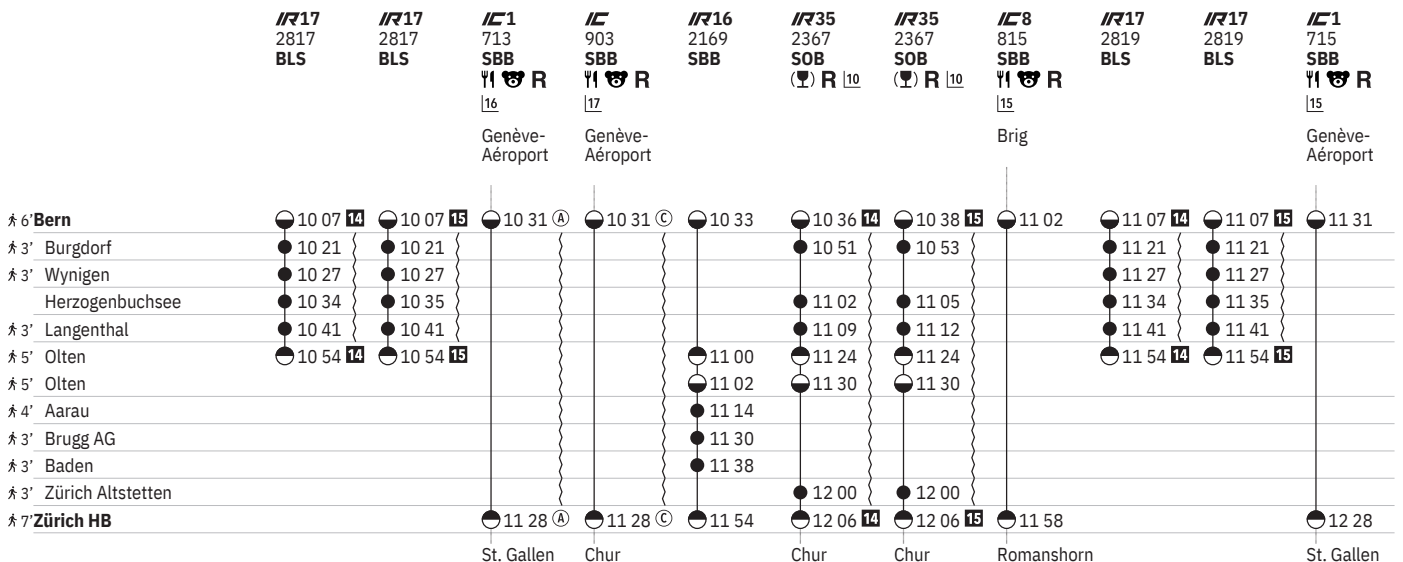 IR17 IR17 IC1 IC IR16 IR35 IR35 IC8 IR17 IR17 IC1
2817 2817 713 903 2169 2367 2367 815 2819 2819 715
BLS BLS SBB SBB SBB SOB SOB SBB BLS BLS SBB
R R R 10 R 10 R R
16 17 15 15
Genève- Genève- Brig Genève-
Aéroport Aéroport Aéroport
6’ Bern 10 07 14 10 07 15 10 31 A 10 31 C 10 33 10 36 14 10 38 15 11 02 11 07 14 11 07 15 11 31
3’ Burgdorf 10 21 10 21 10 51 10 53 11 21 11 21
3’ Wynigen 10 27 10 27 11 27 11 27
Herzogenbuchsee 10 34 10 35 11 02 11 05 11 34 11 35
3’ Langenthal 10 41 10 41 11 09 11 12 11 41 11 41
5’ Olten 10 54 14 10 54 15 11 00 11 24 11 24 11 54 14 11 54 15
5’ Olten 11 02 11 30 11 30
4’ Aarau 11 14
3’ Brugg AG 11 30
3’ Baden 11 38
3’ Zürich Altstetten 12 00 12 00
7’ Zürich HB 11 28 A 11 28 C 11 54 12 06 14 12 06 15 11 58 12 28
St. Gallen Chur Chur Chur Romanshorn St. Gallen